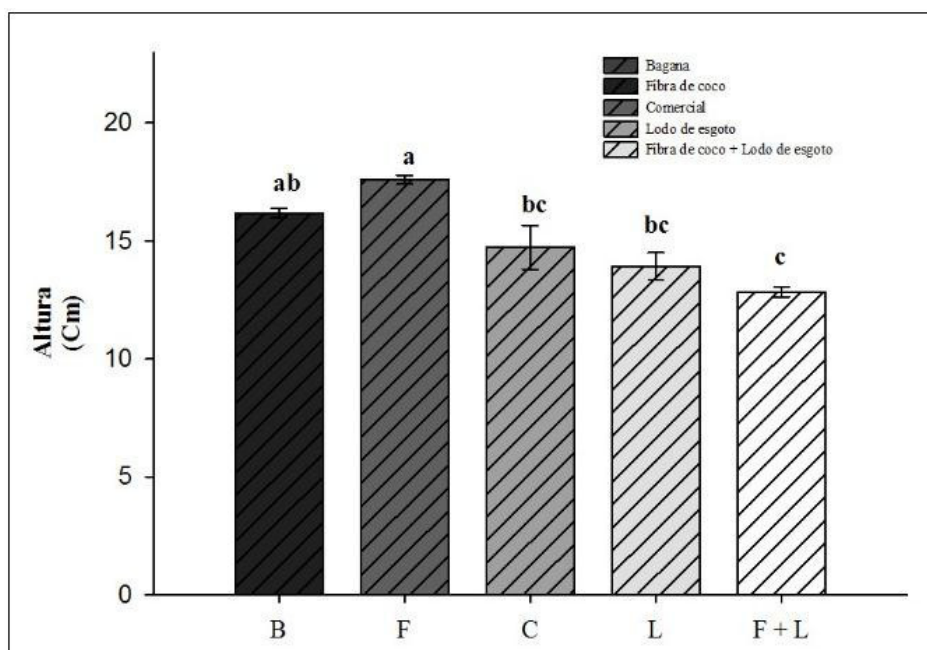 Bagana
Fibra de coco
Comercial
Lodo de esgoto
Fibra de coco + Lodo de esgoto
Altura
(Cm)
20
15
10
5
0
ab
a
bc
bc
c
B F C L F + L